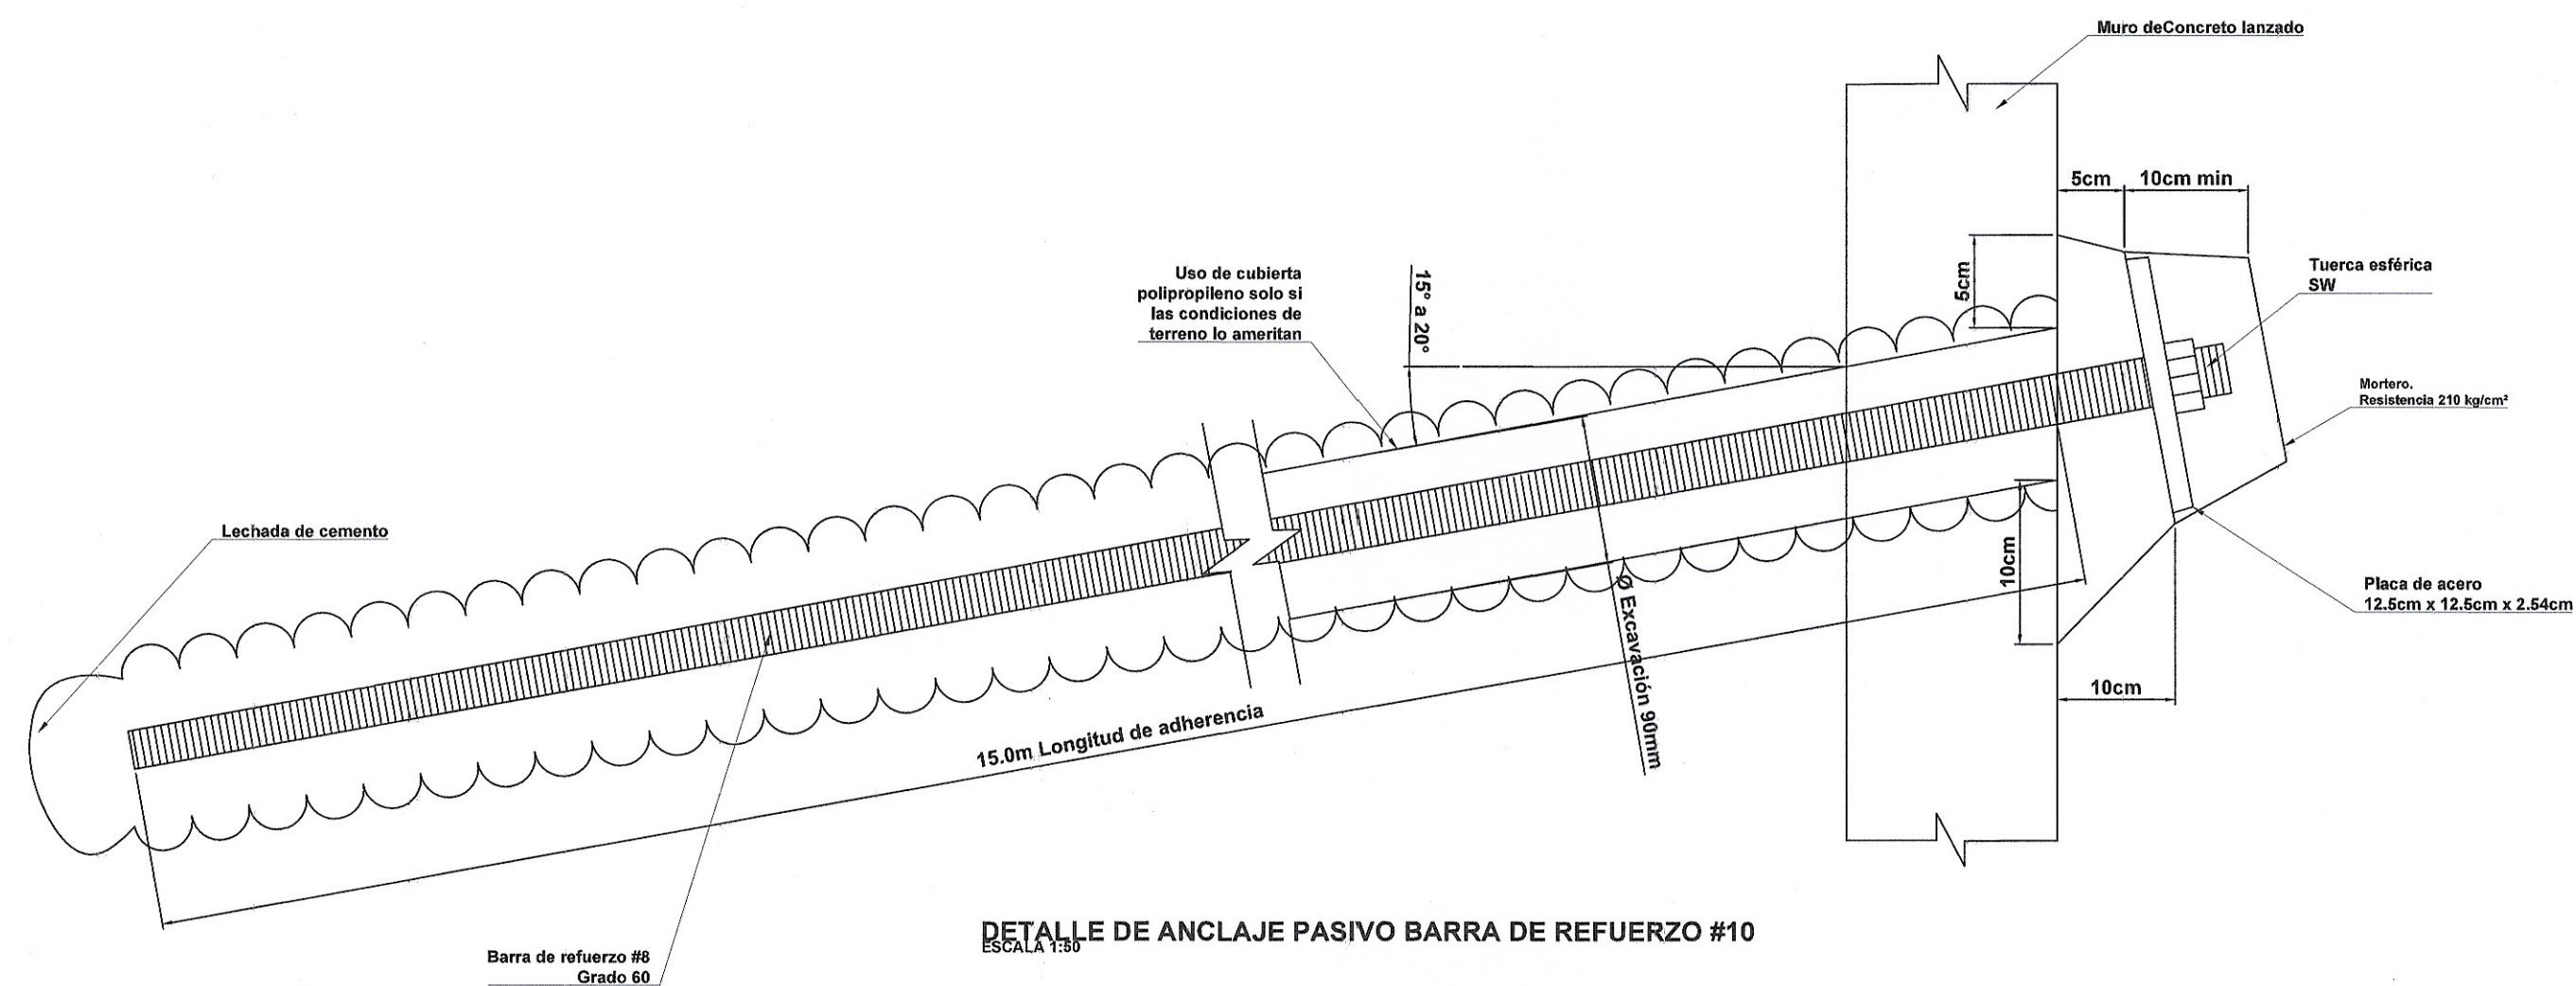 Muro deConcreto lanzado
5cm
10cm min
Uso de cubierta
polipropileno solo si
las condiciones de
terreno lo ameritan
15° a 20°
5cm
Tuerca esférica
SW
Mortero.
Resistencia 210 kg/cm²
Lechada de cemento
10cm
Ø Excavación 90mm
Placa de acero
12.5cm x 12.5cm x 2.54cm
10cm
15.0m Longitud de adherencia
DETALLE DE ANCLAJE PASIVO BARRA DE REFUERZO #10
ESCALA 1:50
Barra de refuerzo #8
Grado 60